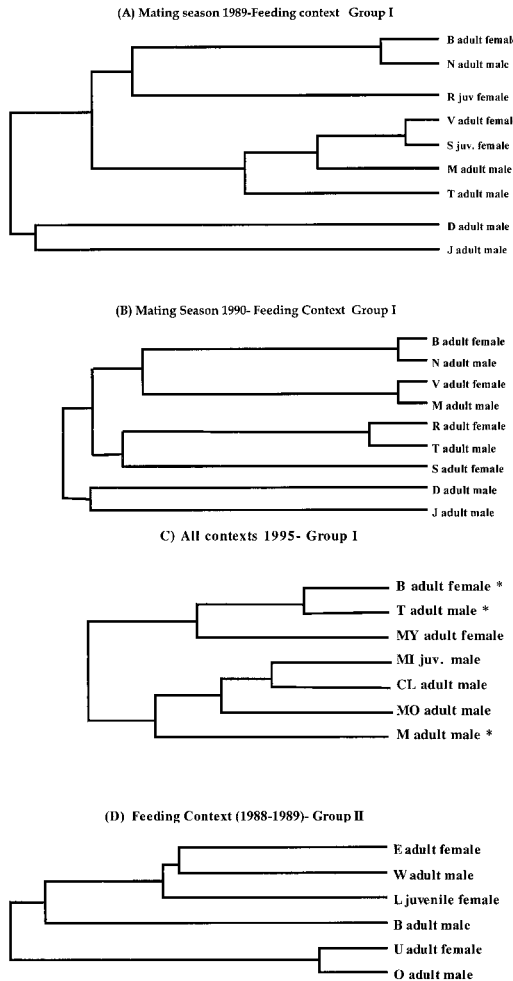 (A) Mating season 1989-Feeding context Group I
B adult femal
N adult male
R juv female
V adult femal
S juv. female
M adult male
T adult male
D adult male
J adult male
(B) Mating Season 1990- Feeding Context Group I
B adult female
N adult male
V adult female
M adult male
R adult female
T adult male
S adult female
D adult male
J adult male
C) All contexts 1995- Group I
B adult female *
T adult male *
MY adult female
MI juv. male
CL adult male
MO adult male
M adult male *
(D) Feeding Context (1988-1989)- Group II
E adult female
W adult male
L juvenile female
B adult male
U adult female
O adult male